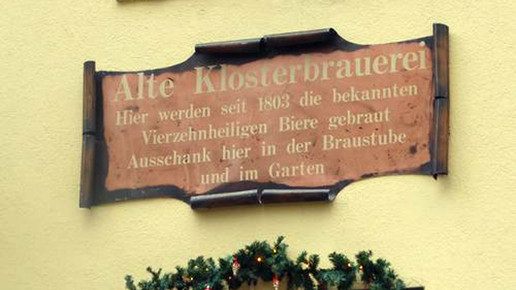 Alte Klosterbrauerei
Hier werden seit 1803 die bekannten
Vierzehnheiligen Biere gebraut
Ausschank hier in der Braustube
und im Garten